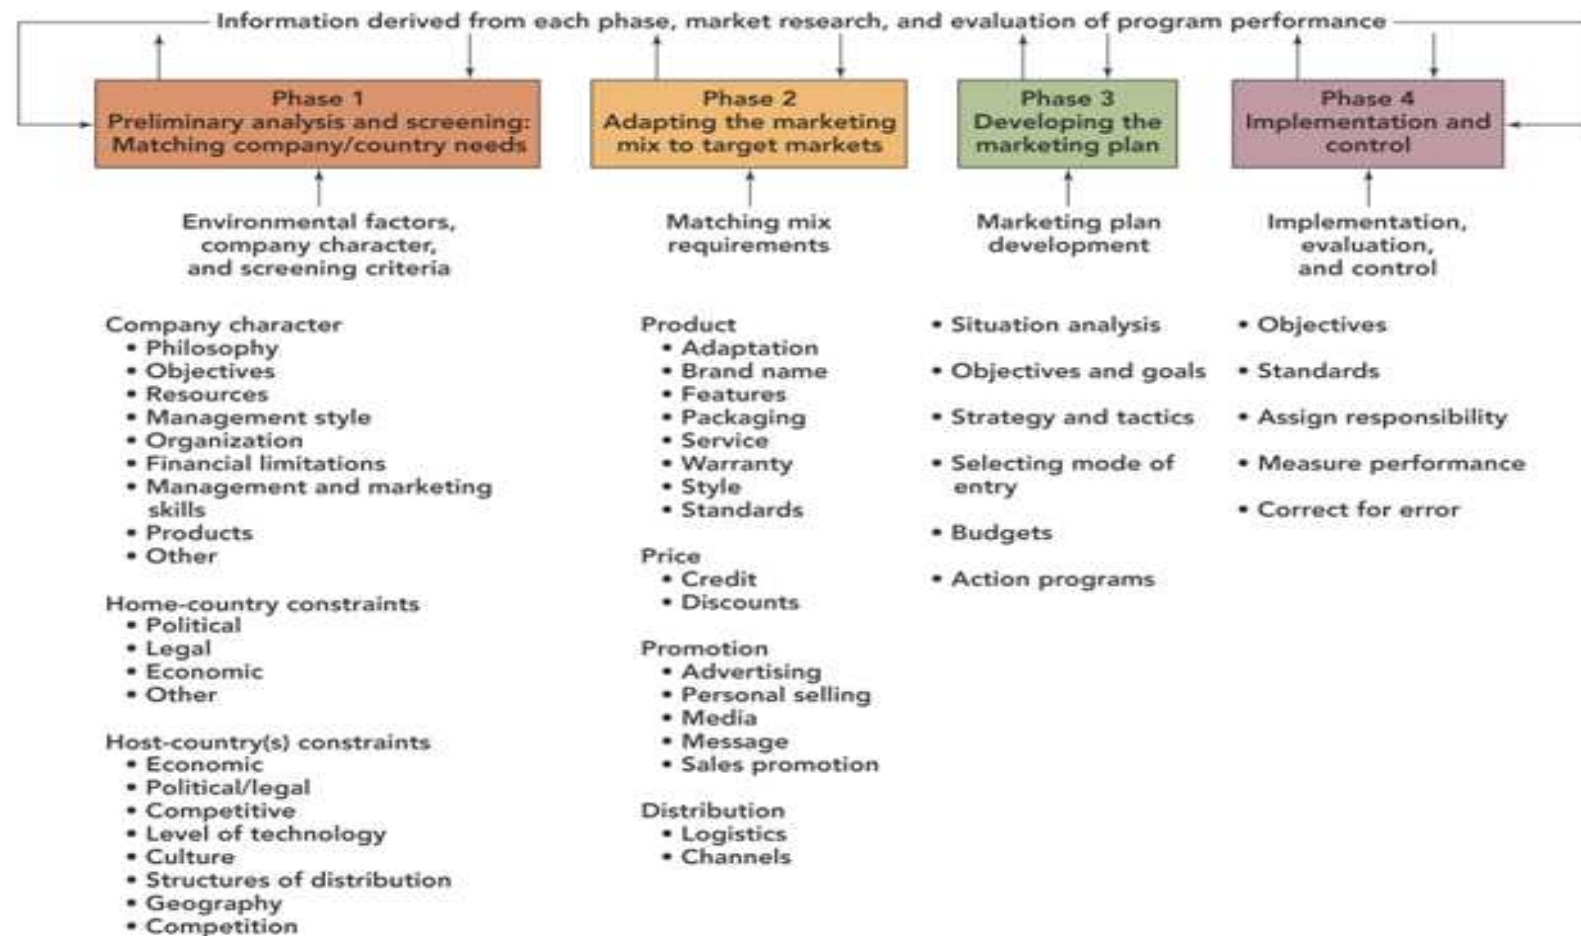 Information derived from each phase, market research, and evaluation of program performance
Phase 1
Preliminary analysis and screening:
Matching company/country needs
Phase 2
Adapting the marketing
mix to target markets
Phase 3
Developing the
marketing plan
Phase 4
Implementation and
control
Environmental factors,
company character,
and screening criteria
Matching mix
requirements
Marketing plan
development
Implementation,
evaluation,
and control
Company character
• Philosophy
• Objectives
• Resources
• Management style
• Organization
• Financial limitations
• Management and marketing
skills
• Products
• Other
Home-country constraints
• Political
• Legal
• Economic
• Other
Host-country(s) constraints
• Economic
• Political/legal
• Competitive
• Level of technology
• Culture
• Structures of distribution
• Geography
• Competition
Product
• Adaptation
• Brand name
• Features
• Packaging
• Service
• Warranty
• Style
• Standards
Price
• Credit
• Discounts
Promotion
• Advertising
• Personal selling
• Media
• Message
• Sales promotion
Distribution
• Logistics
• Channels
• Situation analysis
• Objectives and goals
• Strategy and tactics
• Selecting mode of
entry
• Budgets
• Action programs
• Objectives
• Standards
• Assign responsibility
• Measure performance
• Correct for error